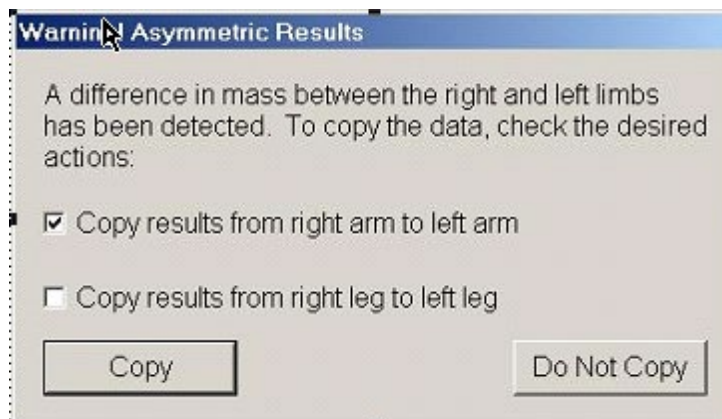 Warning! Asymmetric Results
A difference in mass between the right and left limbs
has been detected. To copy the data, check the desired
actions:
Copy results from right arm to left arm
Copy results from right leg to left leg
Copy
Do Not Copy